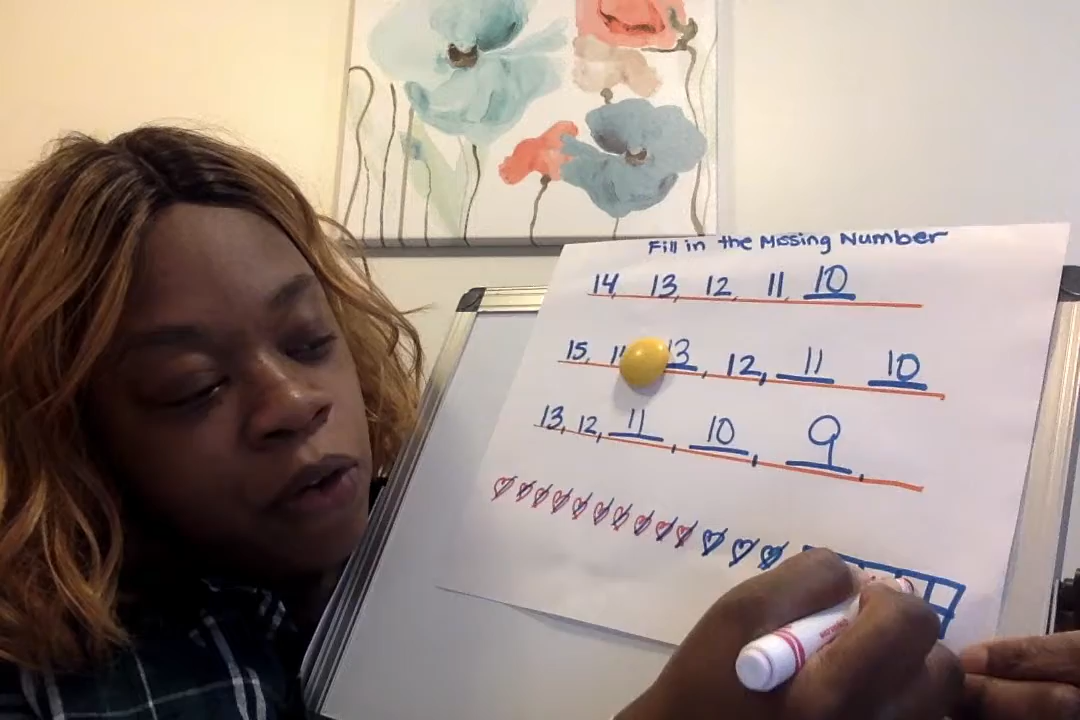 Fill in the Missing Number
14, 13, 12, 11, 10
15, 13, 12, 11 10
13, 12, 11, 10, 9,